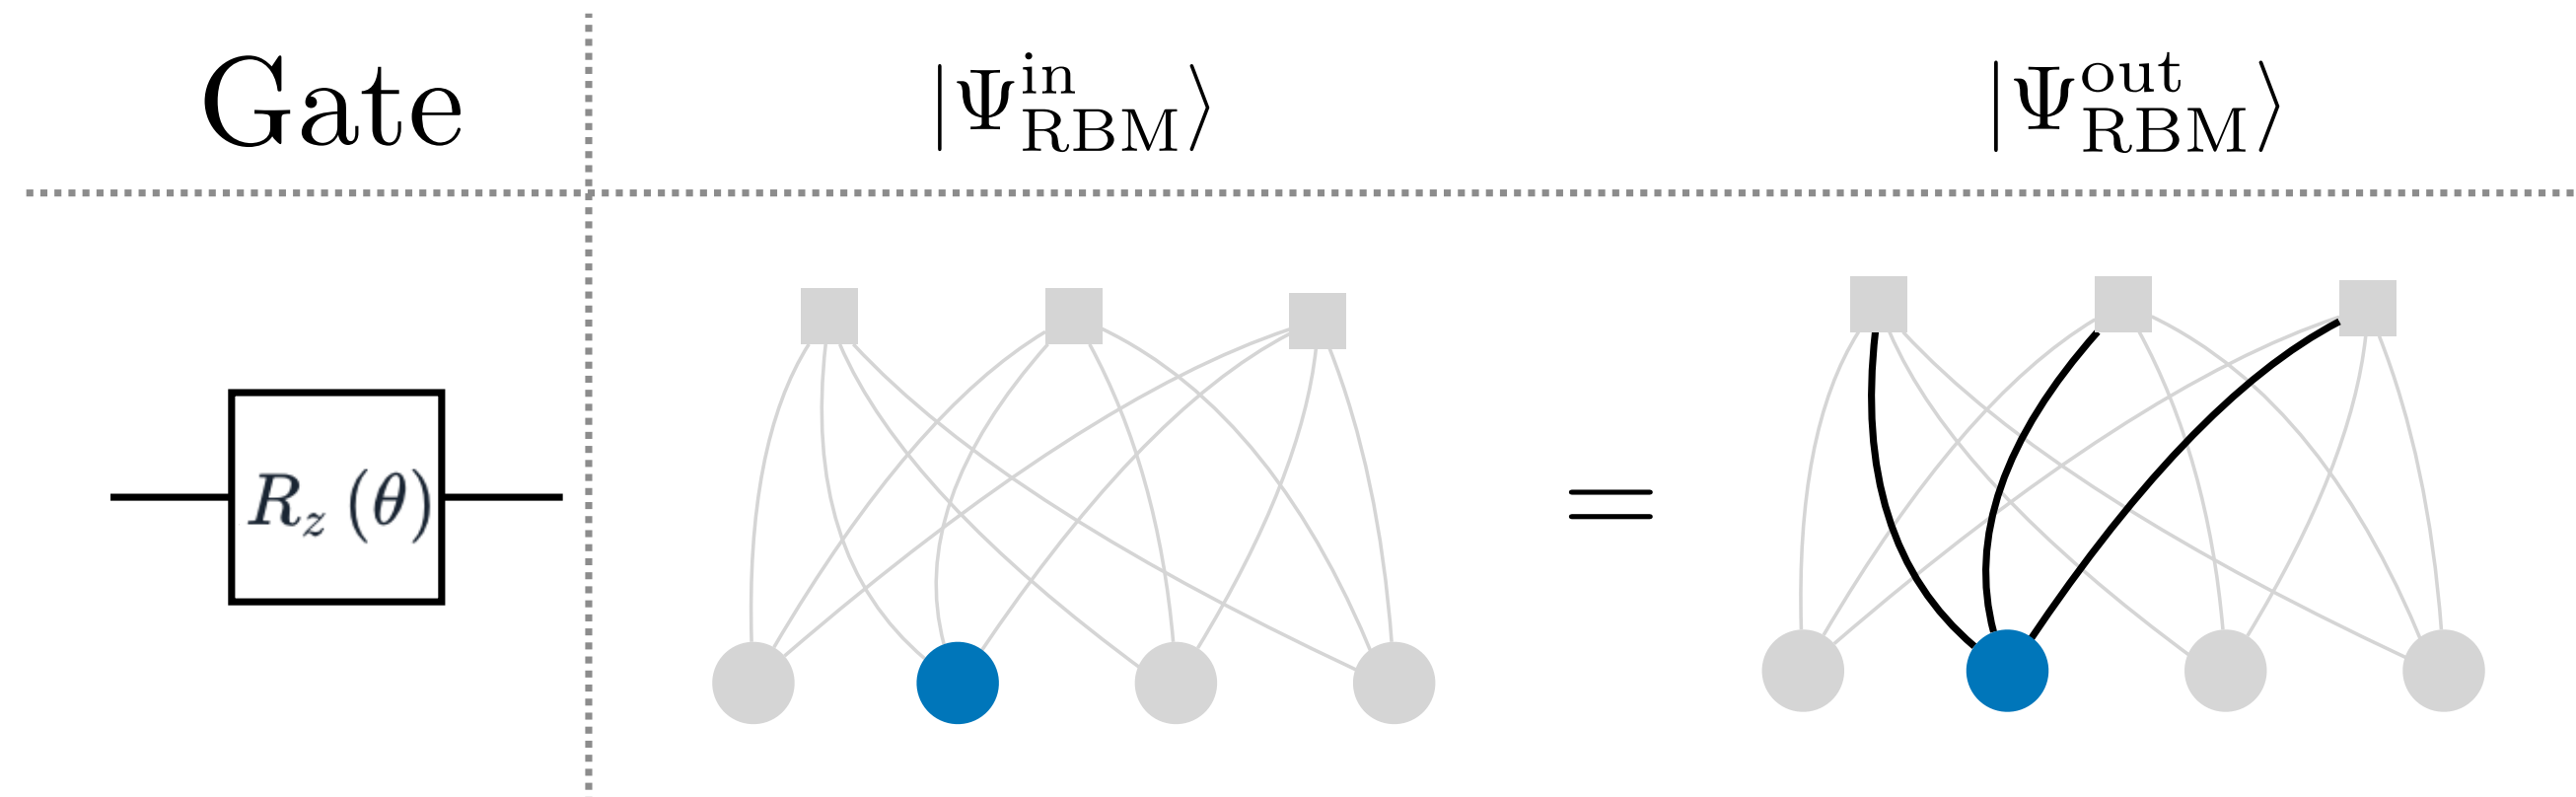 Gate |Ψ^in_RBM⟩ |Ψ^out_RBM⟩
R_z (θ) =